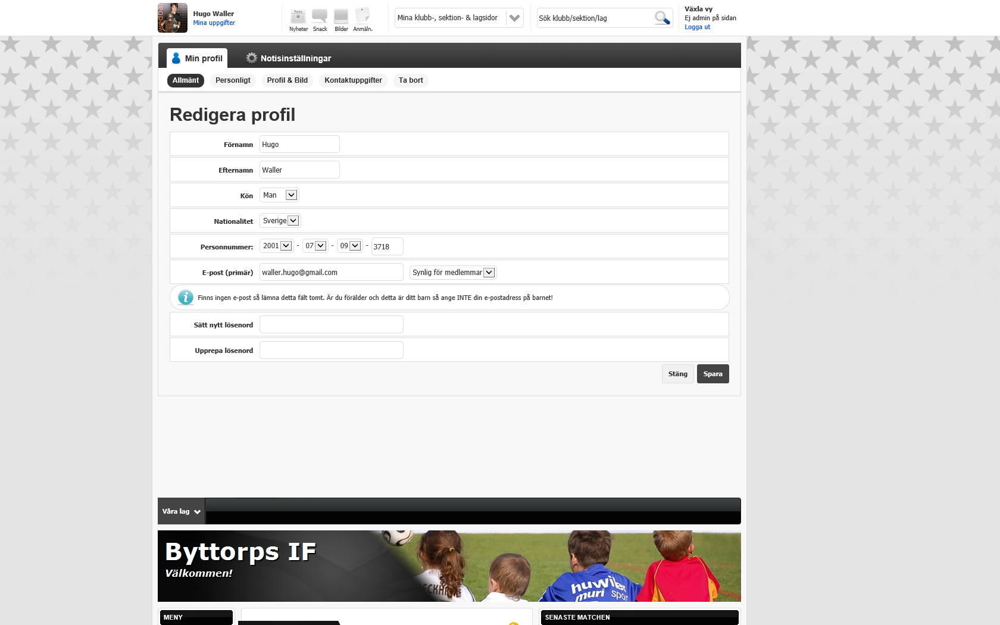 Hugo Waller
Mina uppgifter
News
Nyheter
Snack
Bilder
Anmäln.
Mina klubb-, sektion- & lagsidor
Sök klubb/sektion/lag
Växla vy
Ej admin på sidan
Logga ut
Min profil
Notisinställningar
Allmänt
Personligt
Profil & Bild
Kontaktuppgifter
Ta bort
Redigera profil
Förnamn Hugo
Efternamn Waller
Kön Man
Nationalitet Sverige
Personnummer: 2001 - 07 - 09 - 3718
E-post (primär) waller.hugo@gmail.com Synlig för medlemmar
Finns ingen e-post så lämna detta fält tomt. Är du förälder och detta är ditt barn så ange INTE din e-postadress på barnet!
Sätt nytt lösenord
Upprepa lösenord
Stäng
Spara
Våra lag
Byttorps IF
Välkommen!
huwiler
muri spor
MENY
SENASTE MATCHEN